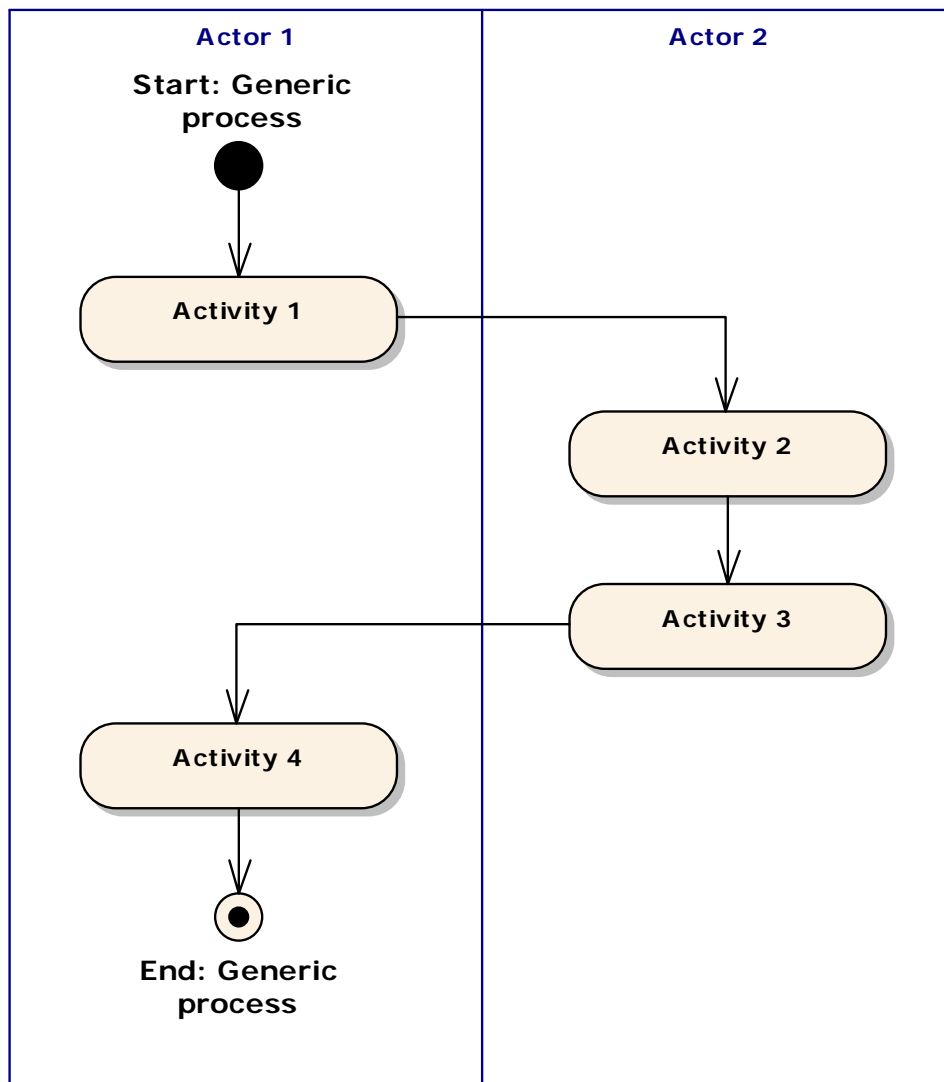 Actor 1
Actor 2
Start: Generic
process
Activity 1
Activity 2
Activity 3
Activity 4
End: Generic
process